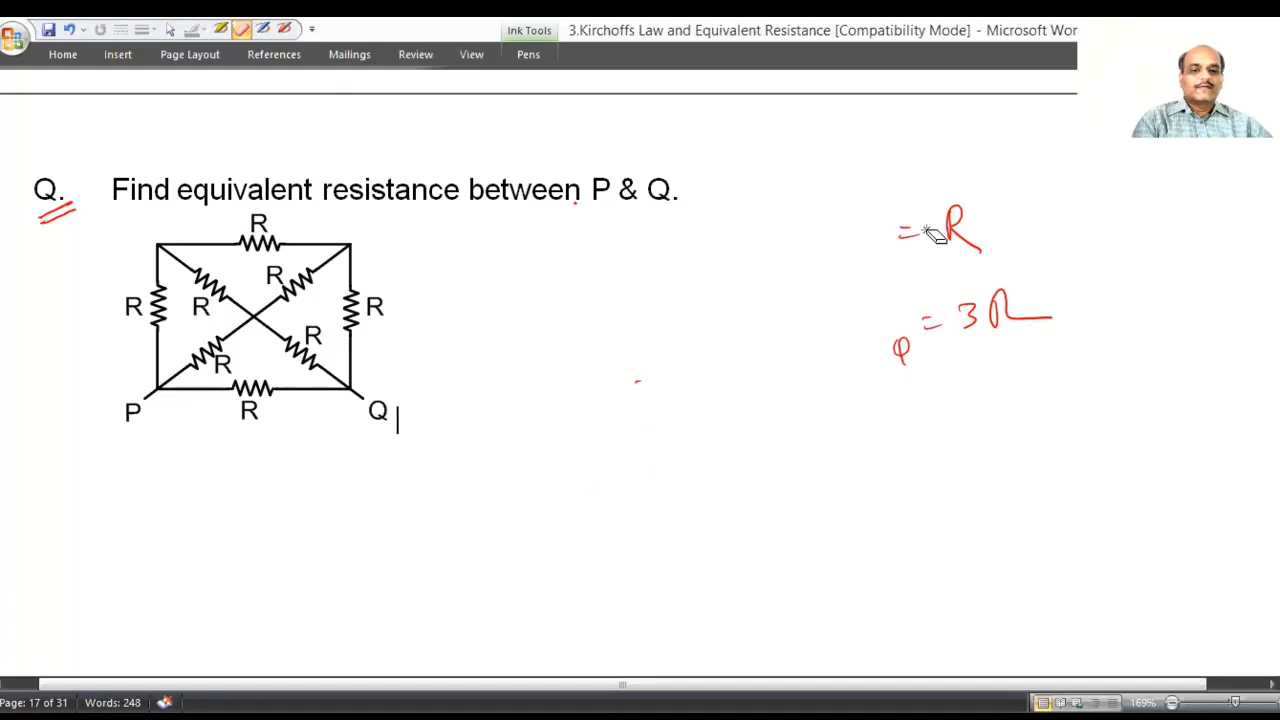 Ink Tools
3.Kirchoffs Law and Equivalent Resistance [Compatibility Mode] - Microsoft Wor
Home Insert Page Layout References Mailings Review View Pens
Q. Find equivalent resistance between P & Q.
R
R R
R R R R
R
R
P R Q
= R
= 3R
Page: 17 of 31 Words: 248 169%